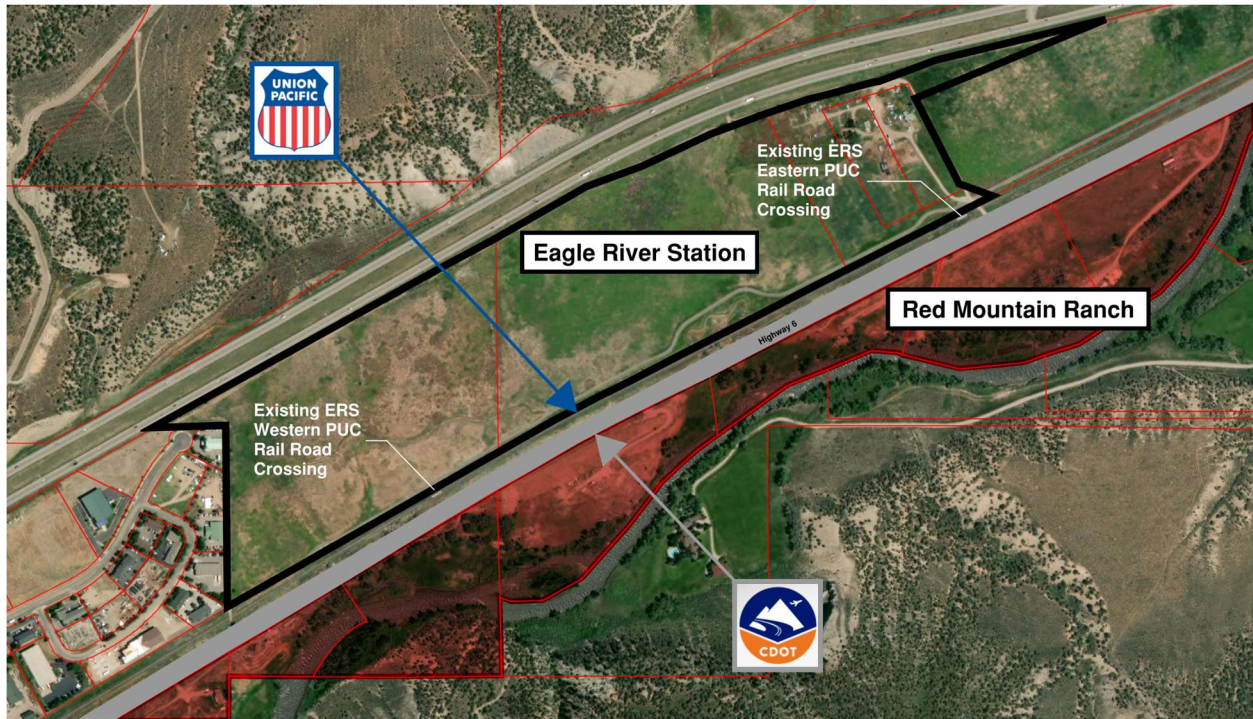 UNION
PACIFIC
Existing ERS
Eastern PUC
Rail Road
Crossing
Eagle River Station
Red Mountain Ranch
Highway 6
Existing ERS
Western PUC
Rail Road
Crossing
CDOT